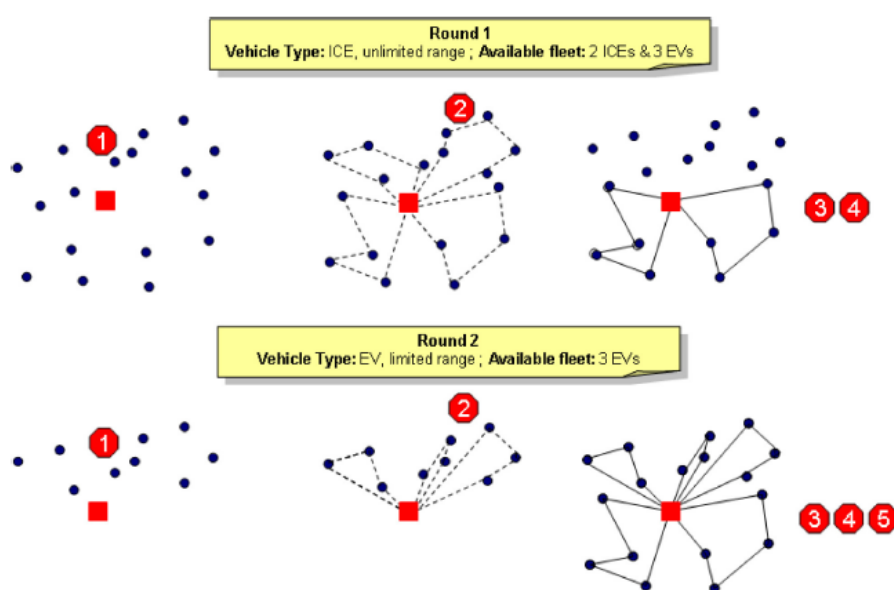 Round 1
Vehicle Type: ICE, unlimited range ; Available fleet: 2 ICEs & 3 EVs
1
2
3 4
Round 2
Vehicle Type: EV, limited range ; Available fleet: 3 EVs
1
2
3 4 5